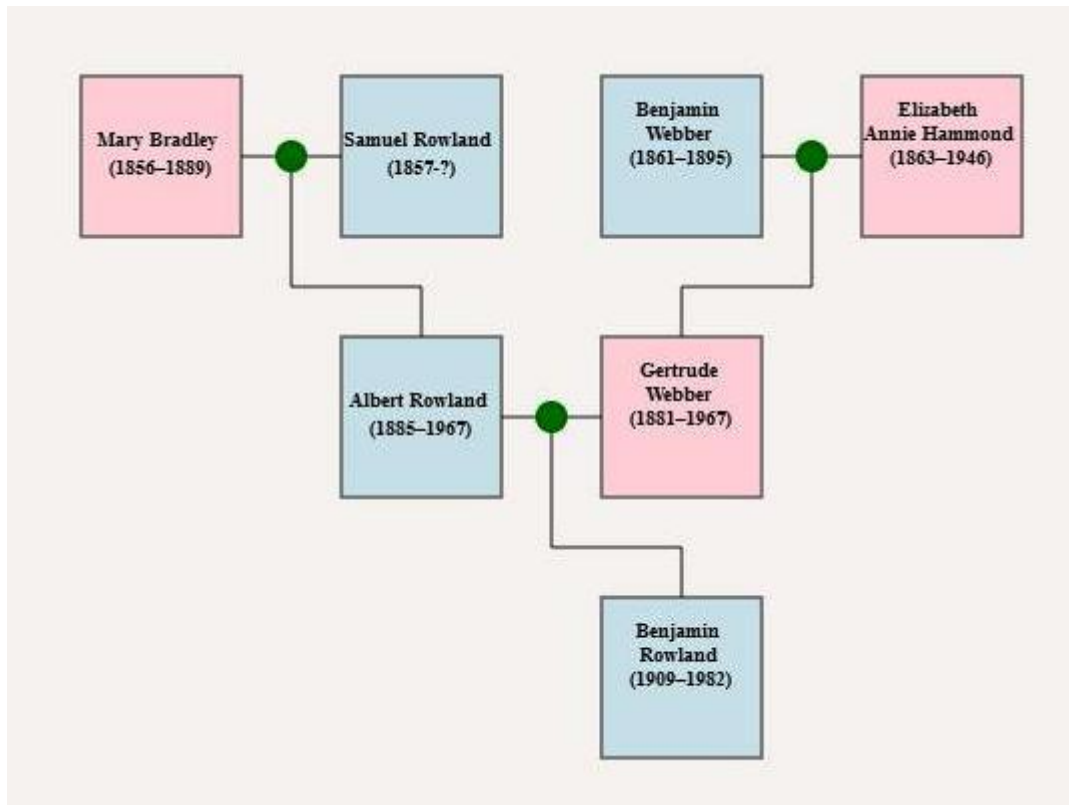 Mary Bradley
(1856–1889)
Samuel Rowland
(1857-?)
Benjamin
Webber
(1861–1895)
Elizabeth
Annie Hammond
(1863–1946)
Albert Rowland
(1885–1967)
Gertrude
Webber
(1881–1967)
Benjamin
Rowland
(1909–1982)